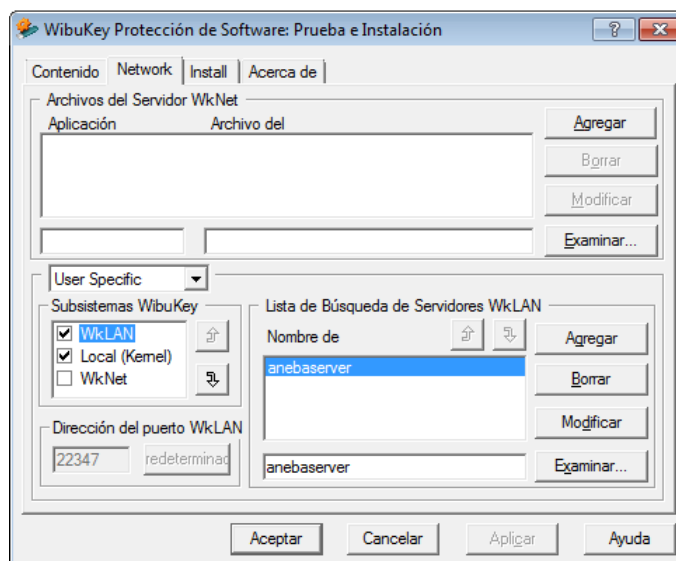 WibuKey Protección de Software: Prueba e Instalación
Contenido
Network
Install
Acerca de
Archivos del Servidor WkNet
Aplicación
Archivo del
Agregar
Borrar
Modificar
Examinar...
User Specific
Subsistemas WibuKey
WkLAN
Local (Kernel)
WkNet
Dirección del puerto WkLAN
22347
redeterminad
Lista de Búsqueda de Servidores WkLAN
Nombre de
anebaserver
anebaserver
Agregar
Borrar
Modificar
Examinar...
Aceptar
Cancelar
Aplicar
Ayuda